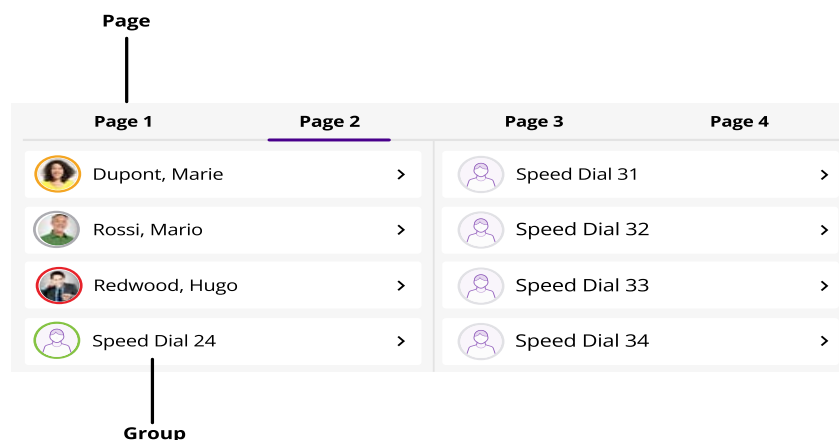 Page
Page 1 Page 2 Page 3 Page 4
Dupont, Marie
Rossi, Mario
Redwood, Hugo
Speed Dial 24
Speed Dial 31
Speed Dial 32
Speed Dial 33
Speed Dial 34
Group